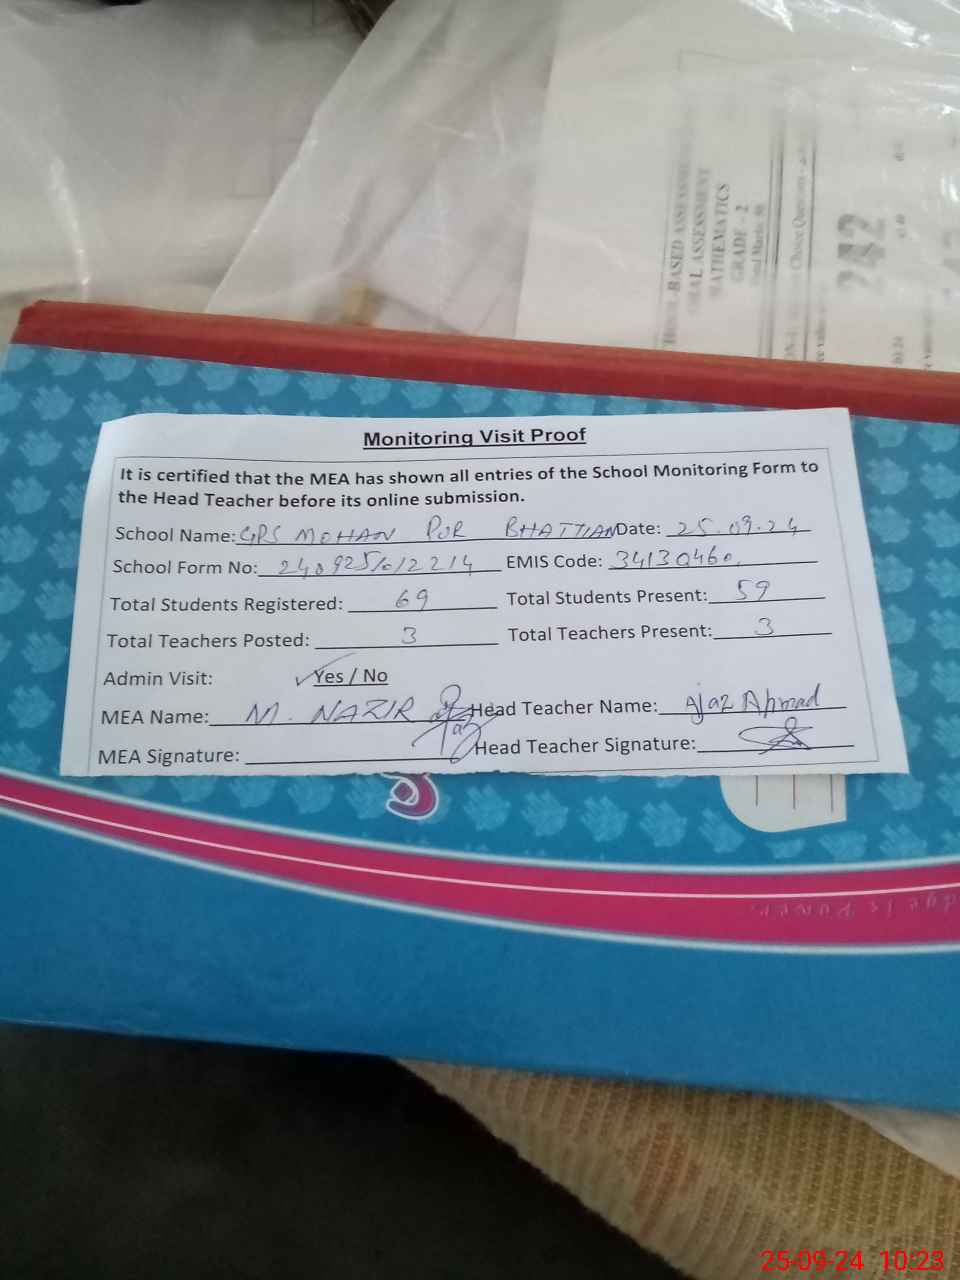 -BASED ASSESSM
ASSESSMENT
MATHEMATICS
GRADE - 2
242
Monitoring Visit Proof
It is certified that the MEA has shown all entries of the School Monitoring Form to
the Head Teacher before its online submission.
School Name: GPS MOHAN PUR BHATTIAN Date: 25.09.24
School Form No: EMIS Code: 34130460
Total Students Registered: 69 Total Students Present: 59
Total Teachers Posted: 3 Total Teachers Present: 3
Admin Visit: Yes / No
MEA Name: M. NAZIR Head Teacher Name: Ajaz Ahmad
MEA Signature: Head Teacher Signature:
25-09-24 10:23